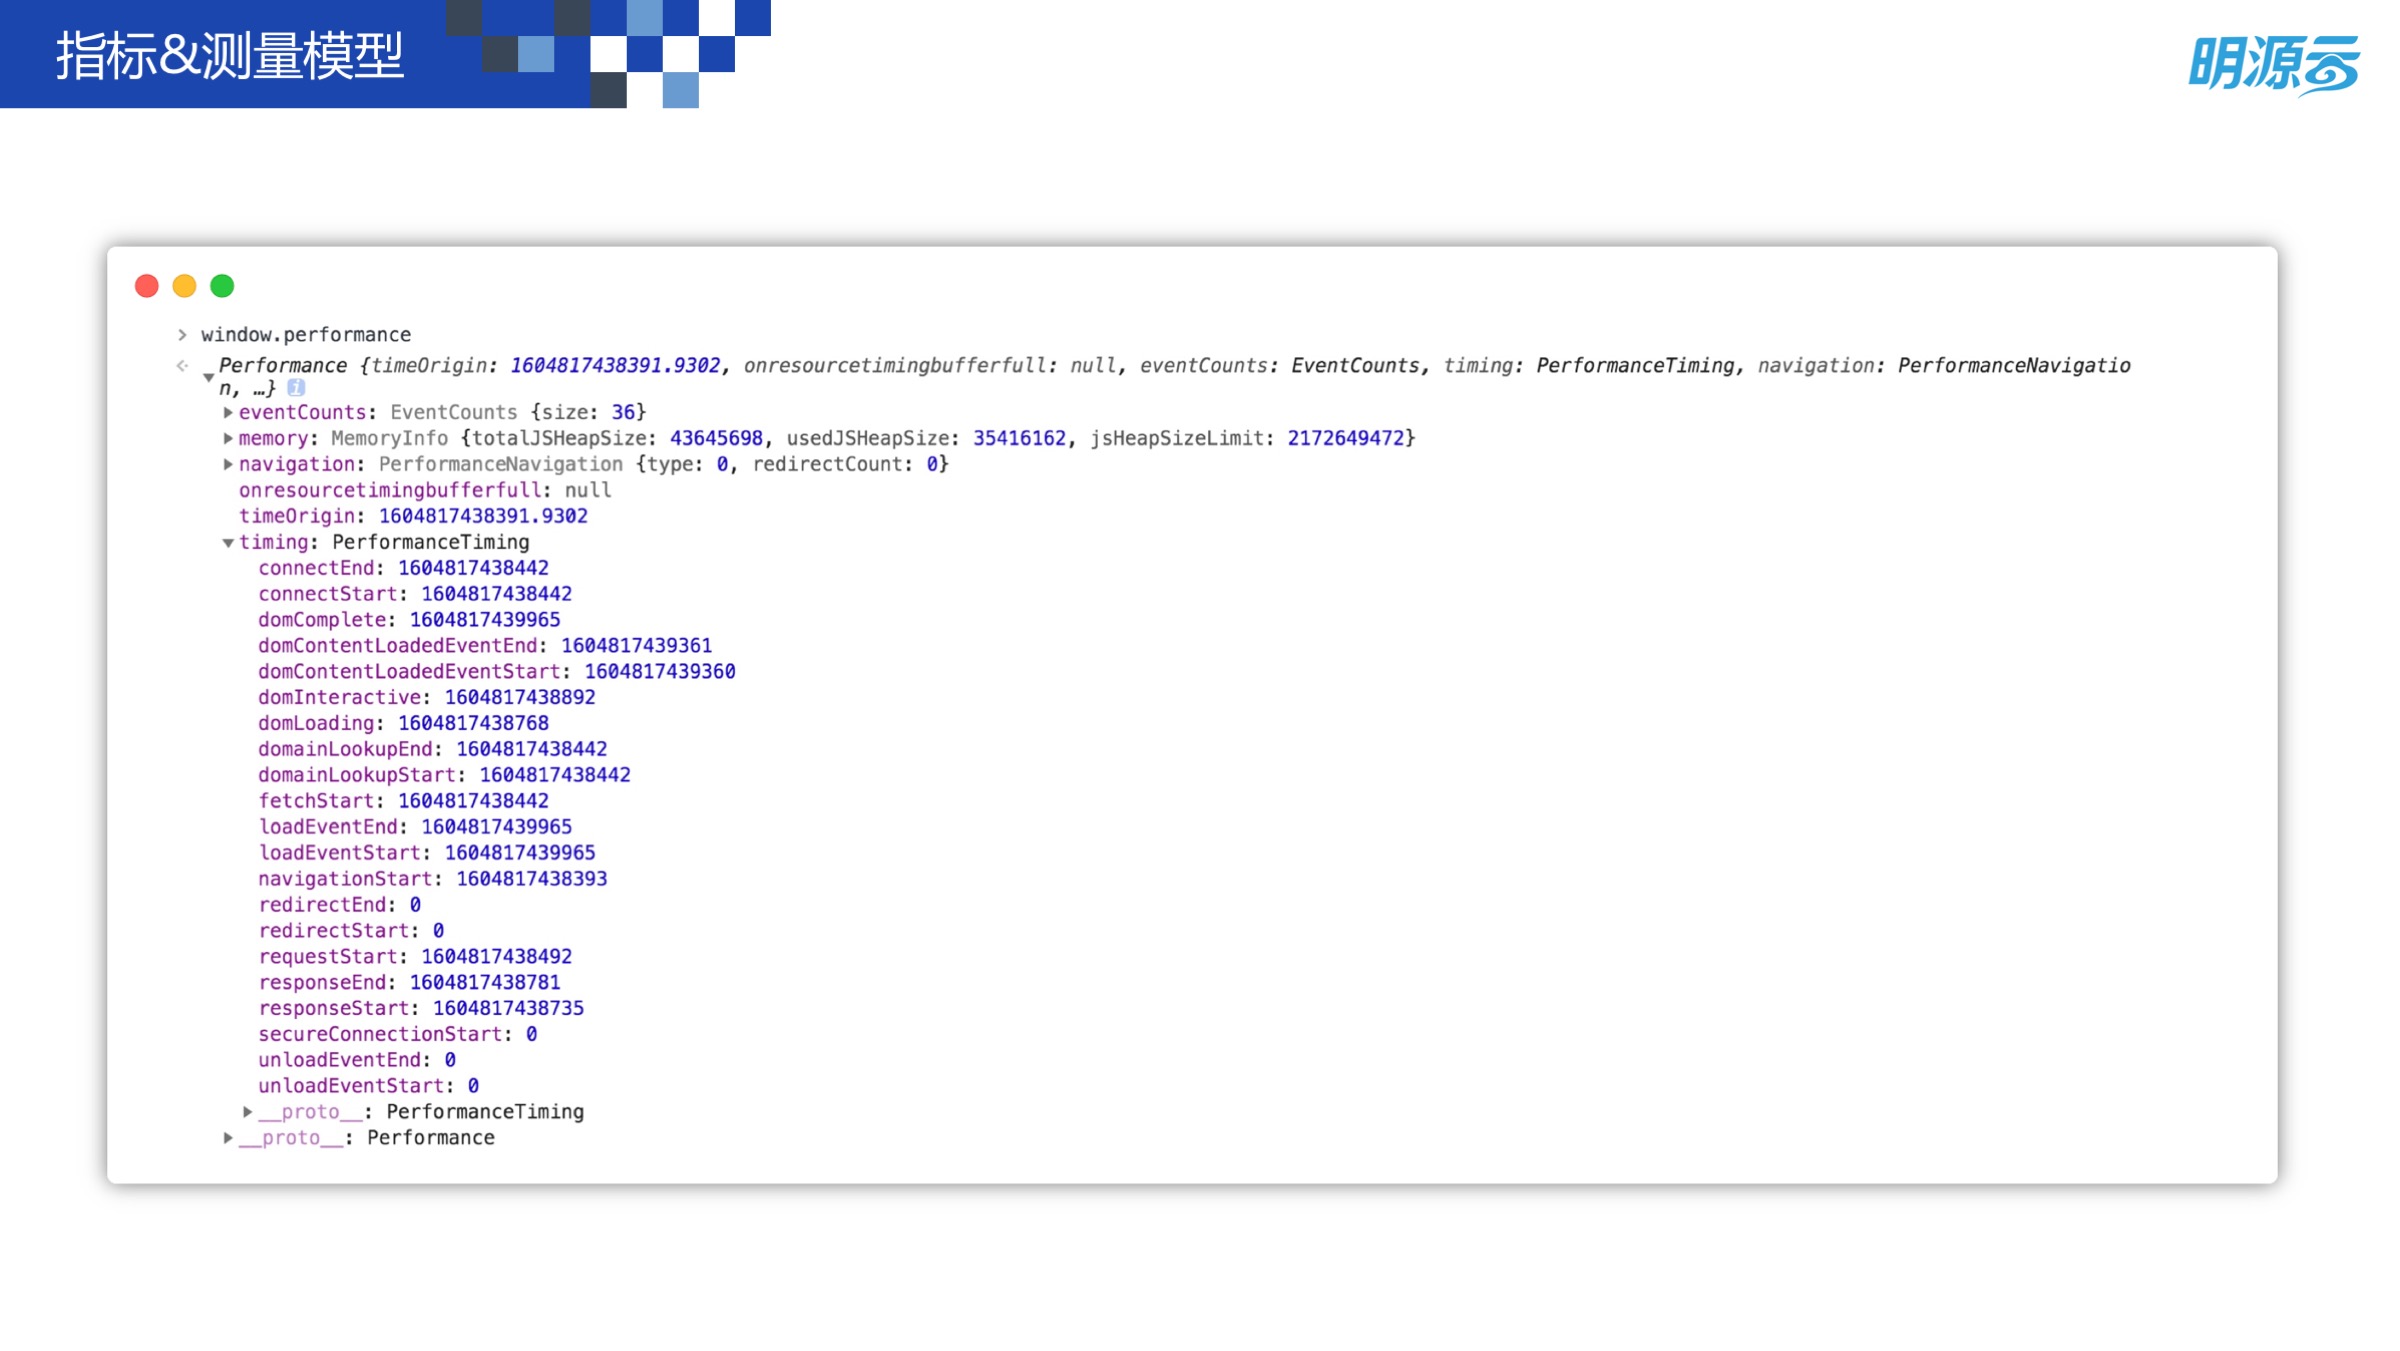 指标&测量模型
明源云
> window.performance
Performance {timeOrigin: 1604817438391.9302, onresourcetimingbufferfull: null, eventCounts: EventCounts, timing: PerformanceTiming, navigation: PerformanceNavigatio
n, …} i
eventCounts: EventCounts {size: 36}
memory: MemoryInfo {totalJSHeapSize: 43645698, usedJSHeapSize: 35416162, jsHeapSizeLimit: 2172649472}
navigation: PerformanceNavigation {type: 0, redirectCount: 0}
onresourcetimingbufferfull: null
timeOrigin: 1604817438391.9302
timing: PerformanceTiming
connectEnd: 1604817438442
connectStart: 1604817438442
domComplete: 1604817439965
domContentLoadedEventEnd: 1604817439361
domContentLoadedEventStart: 1604817439360
domInteractive: 1604817438892
domLoading: 1604817438768
domainLookupEnd: 1604817438442
domainLookupStart: 1604817438442
fetchStart: 1604817438442
loadEventEnd: 1604817439965
loadEventStart: 1604817439965
navigationStart: 1604817438393
redirectEnd: 0
redirectStart: 0
requestStart: 1604817438492
responseEnd: 1604817438781
responseStart: 1604817438735
secureConnectionStart: 0
unloadEventEnd: 0
unloadEventStart: 0
__proto__: PerformanceTiming
__proto__: Performance